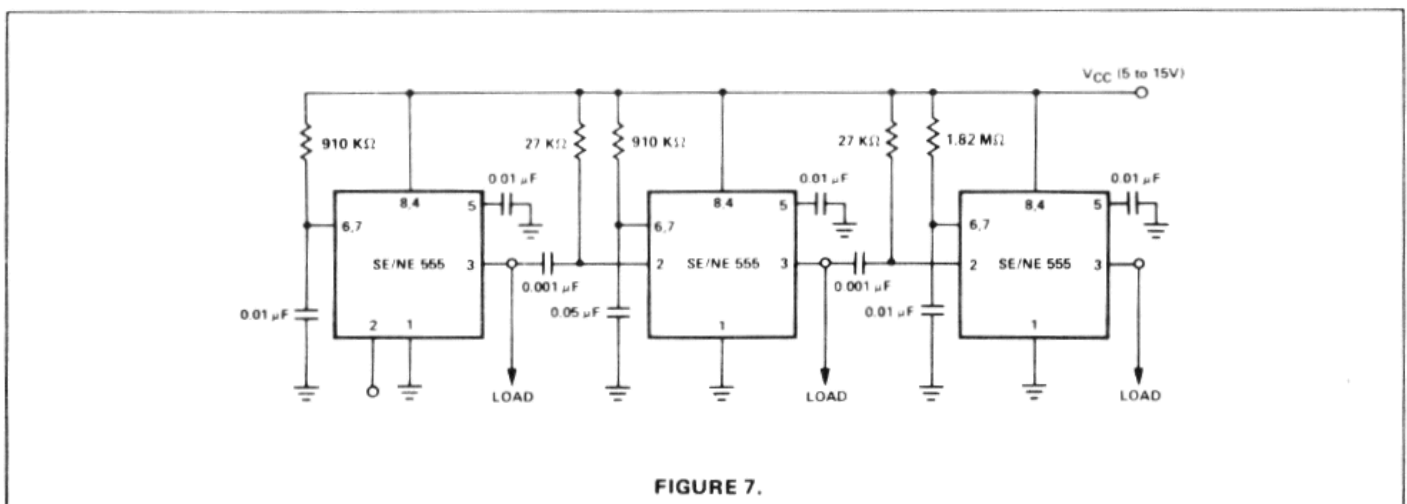 VCC (5 to 15V)
910 KΩ
27 KΩ
910 KΩ
27 KΩ
1.82 MΩ
0.01 µF
0.01 µF
0.01 µF
8,4
5
8,4
5
8,4
5
6,7
6,7
6,7
SE/NE 555
3
2
SE/NE 555
3
2
SE/NE 555
3
0.001 µF
0.001 µF
0.01 µF
0.05 µF
0.01 µF
2
1
1
1
LOAD
LOAD
LOAD
FIGURE 7.